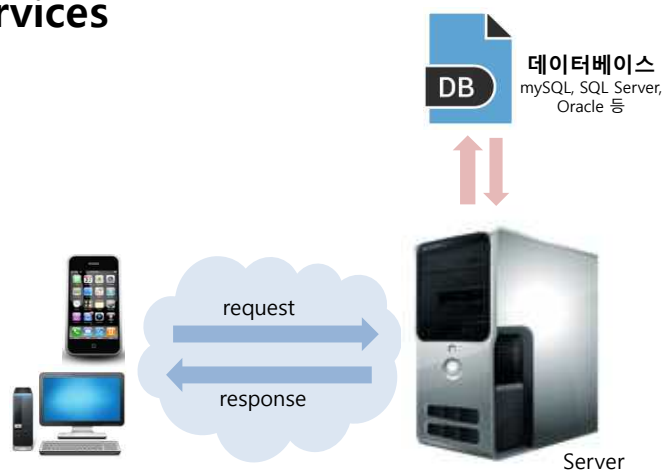 rvices
데이터베이스
mySQL, SQL Server,
Oracle 등
DB
request
response
Server